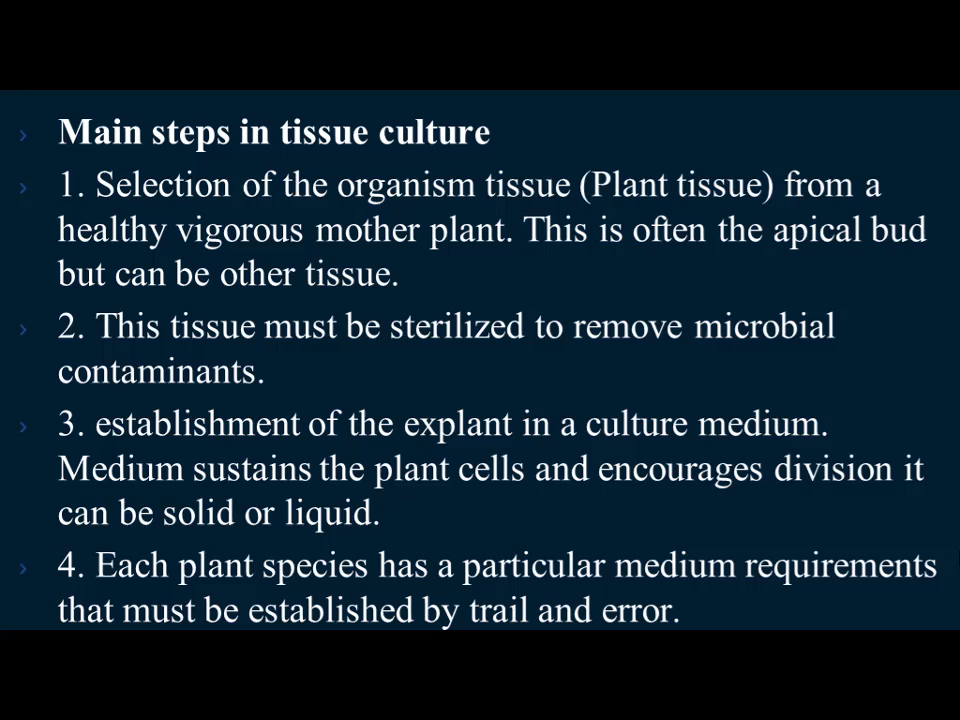 Main steps in tissue culture
1. Selection of the organism tissue (Plant tissue) from a
healthy vigorous mother plant. This is often the apical bud
but can be other tissue.
2. This tissue must be sterilized to remove microbial
contaminants.
3. establishment of the explant in a culture medium.
Medium sustains the plant cells and encourages division it
can be solid or liquid.
4. Each plant species has a particular medium requirements
that must be established by trail and error.